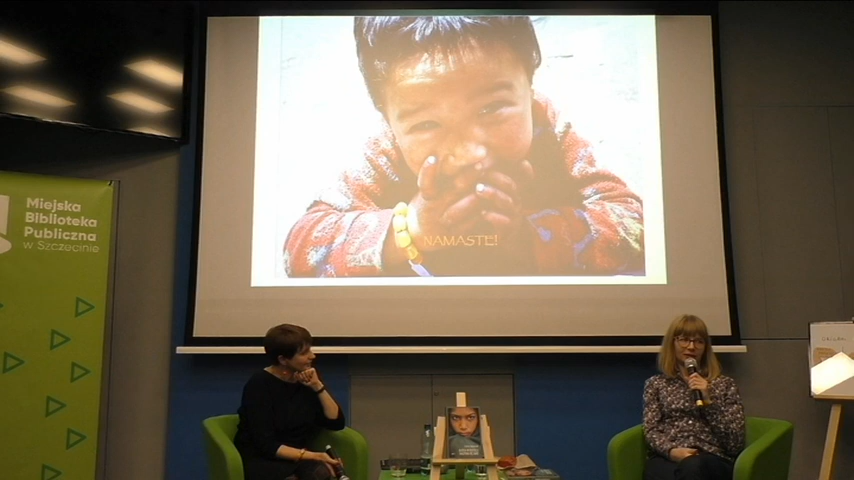 Miejska
Biblioteka
Publiczna
w Szczecinie
NAMASTE!